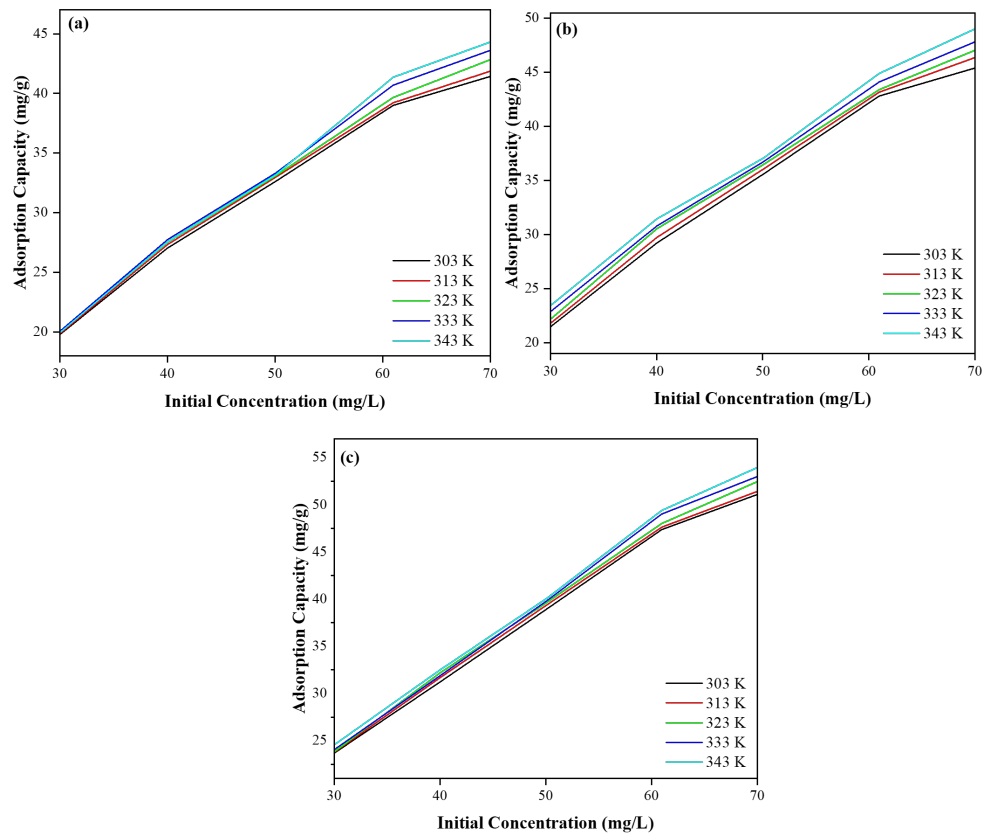 (a)
45
40
35
30
25
20
Adsorption Capacity (mg/g)
303 K
313 K
323 K
333 K
343 K
30
40
50
60
70
Initial Concentration (mg/L)
(b)
50
45
40
35
30
25
20
Adsorption Capacity (mg/g)
303 K
313 K
323 K
333 K
343 K
30
40
50
60
70
Initial Concentration (mg/L)
(c)
55
50
45
40
35
30
25
Adsorption Capacity (mg/g)
303 K
313 K
323 K
333 K
343 K
30
40
50
60
70
Initial Concentration (mg/L)